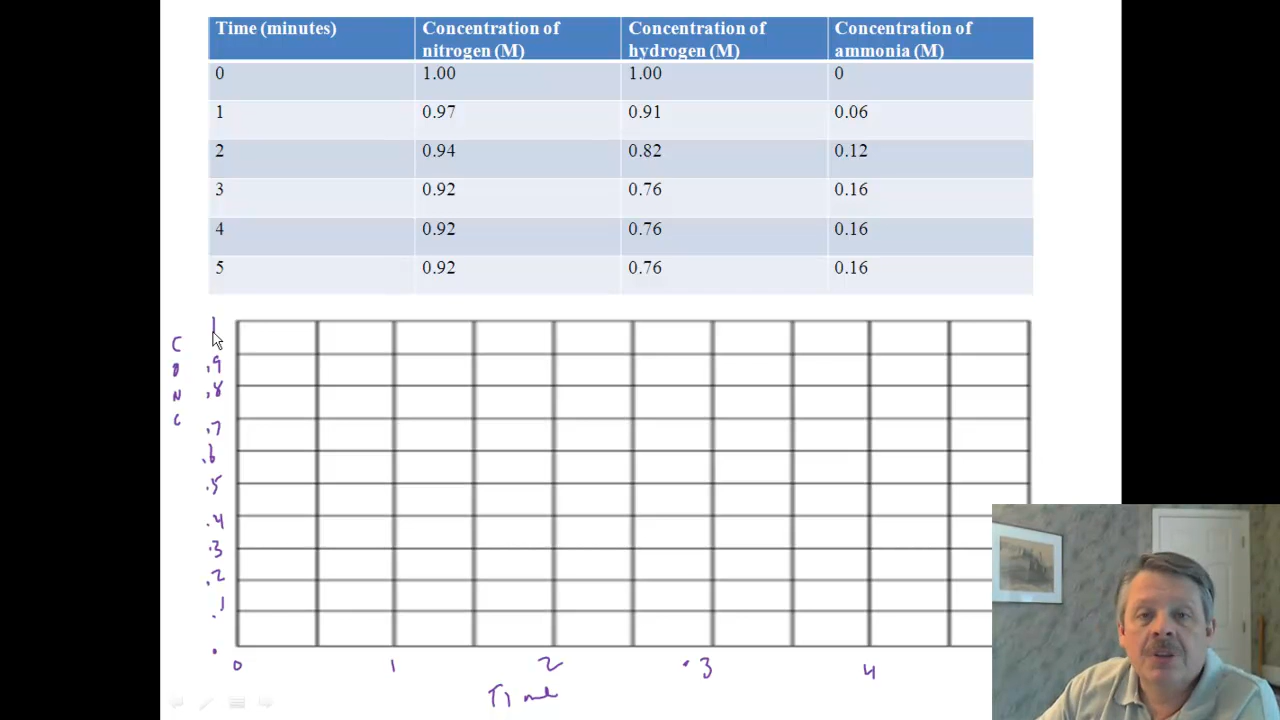 Time (minutes) Concentration of nitrogen (M) Concentration of hydrogen (M) Concentration of ammonia (M)
0 1.00 1.00 0
1 0.97 0.91 0.06
2 0.94 0.82 0.12
3 0.92 0.76 0.16
4 0.92 0.76 0.16
5 0.92 0.76 0.16
CONC
1
.9
.8
.7
.6
.5
.4
.3
.2
.1
0 1 2 3 4
Time